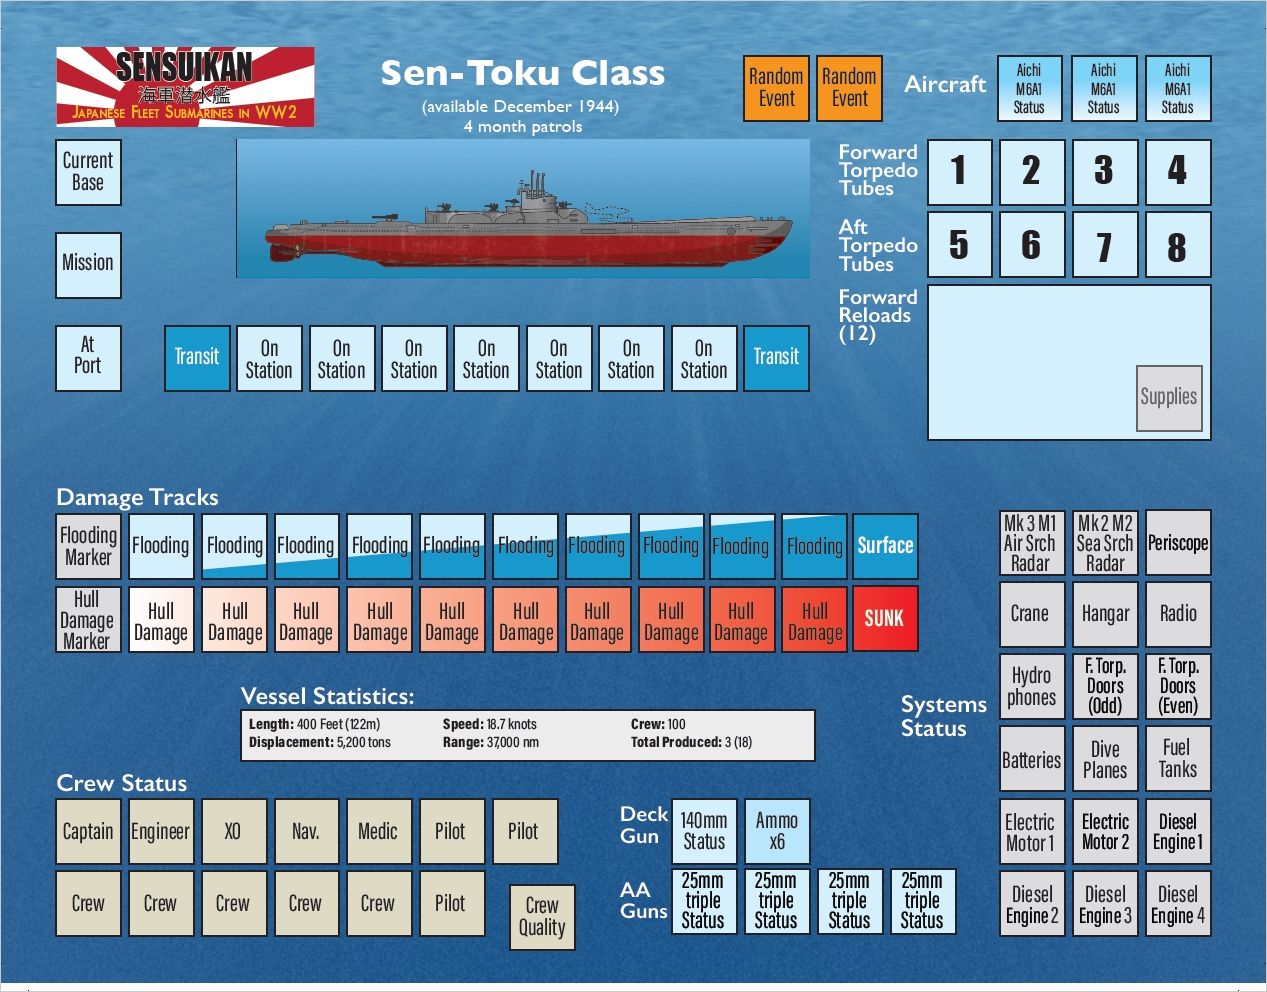 SENSUIKAN
海軍潜水艦
JAPANESE FLEET SUBMARINES IN WW2
Sen-Toku Class
(available December 1944)
4 month patrols
Random
Event
Random
Event
Aircraft
Aichi
M6A1
Status
Aichi
M6A1
Status
Aichi
M6A1
Status
Current
Base
Mission
At
Port
Forward
Torpedo
Tubes
1
2
3
4
Aft
Torpedo
Tubes
5
6
7
8
Forward
Reloads
(12)
Supplies
Transit
On
Station
On
Station
On
Station
On
Station
On
Station
On
Station
On
Station
Transit
Damage Tracks
Flooding
Marker
Flooding
Flooding
Flooding
Flooding
Flooding
Flooding
Flooding
Flooding
Flooding
Flooding
Surface
Hull
Damage
Marker
Hull
Damage
Hull
Damage
Hull
Damage
Hull
Damage
Hull
Damage
Hull
Damage
Hull
Damage
Hull
Damage
Hull
Damage
Hull
Damage
SUNK
Vessel Statistics:
Length: 400 Feet (122m) Speed: 18.7 knots Crew: 100
Displacement: 5,200 tons Range: 37,000 nm Total Produced: 3 (18)
Systems
Status
Mk 3 M1
Air Srch
Radar
Mk 2 M2
Sea Srch
Radar
Periscope
Crane
Hangar
Radio
Hydro
phones
F. Torp.
Doors
(Odd)
F. Torp.
Doors
(Even)
Batteries
Dive
Planes
Fuel
Tanks
Electric
Motor 1
Electric
Motor 2
Diesel
Engine 1
Diesel
Engine 2
Diesel
Engine 3
Diesel
Engine 4
Crew Status
Captain
Engineer
XO
Nav.
Medic
Pilot
Pilot
Crew
Crew
Crew
Crew
Crew
Pilot
Crew
Quality
Deck
Gun
140mm
Status
Ammo
x6
AA
Guns
25mm
triple
Status
25mm
triple
Status
25mm
triple
Status
25mm
triple
Status